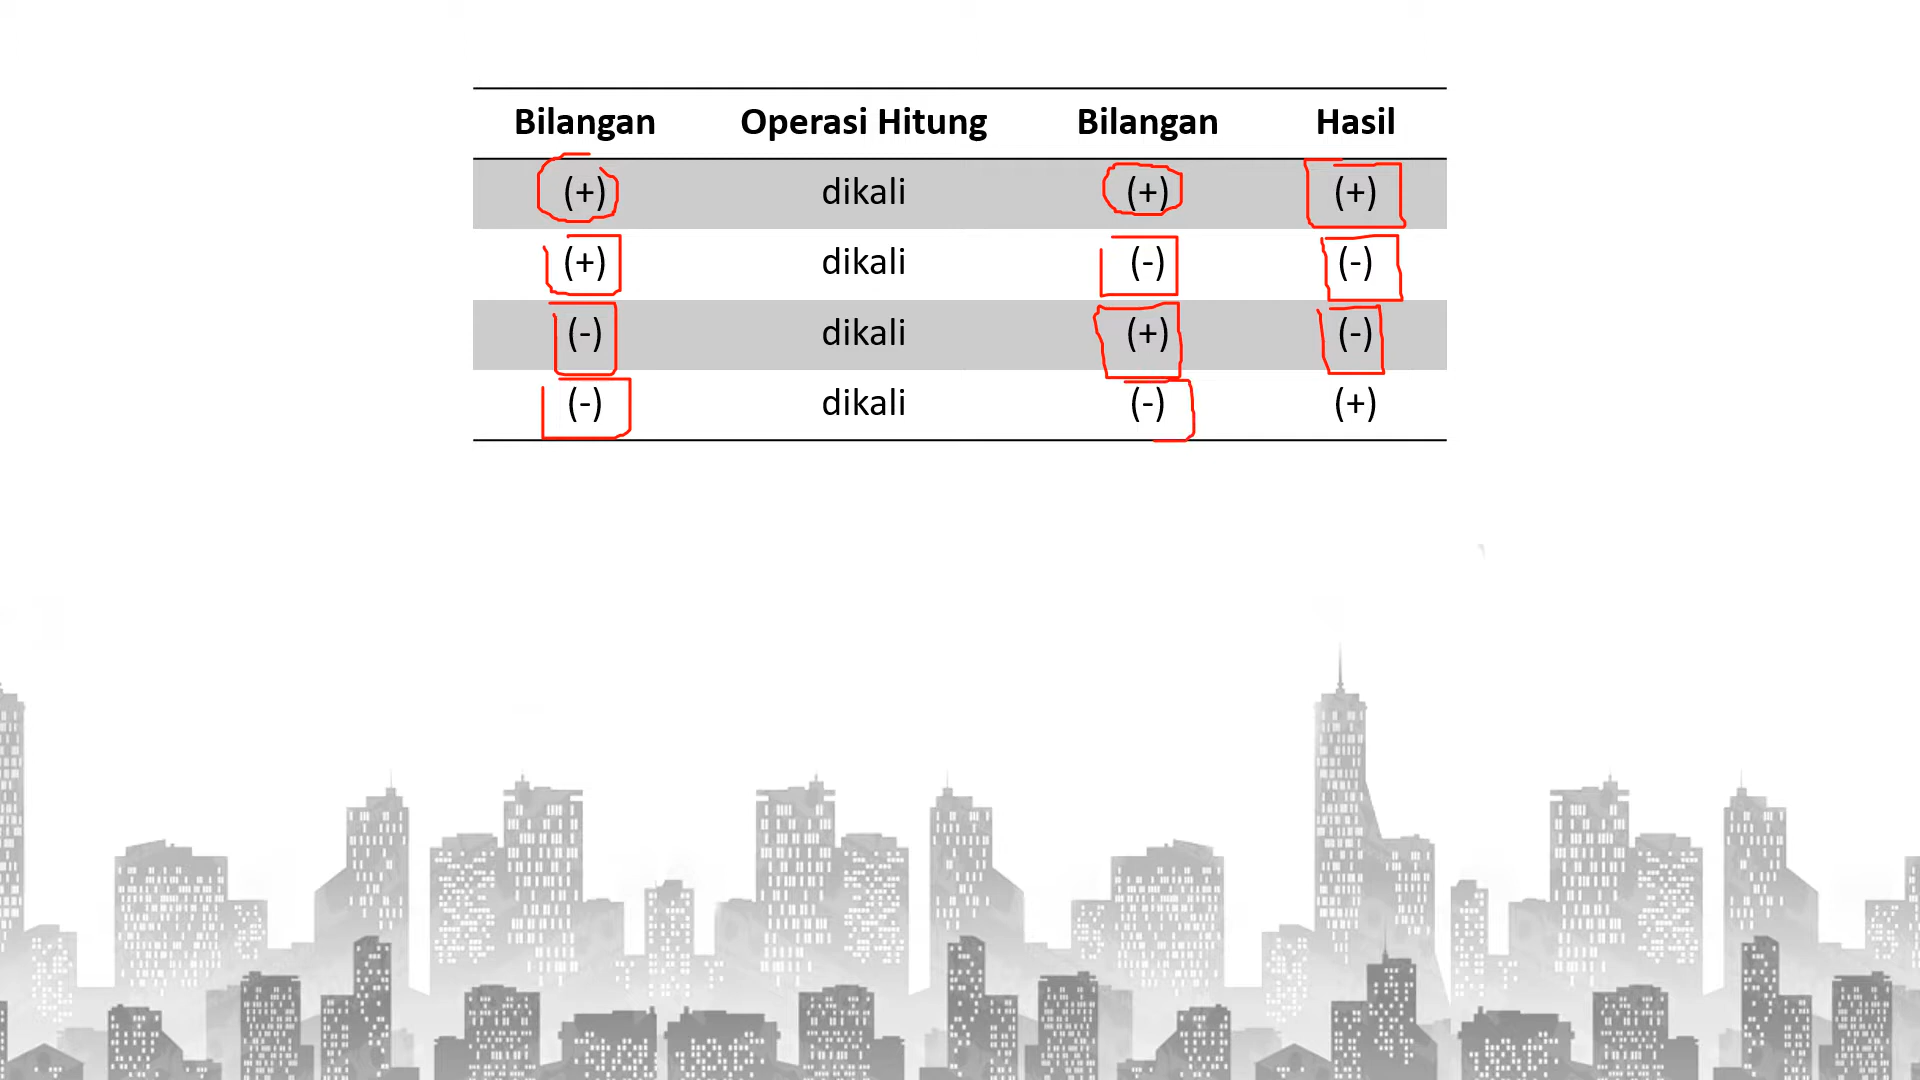 Bilangan Operasi Hitung Bilangan Hasil
(+) dikali (+) (+)
(+) dikali (-) (-)
(-) dikali (+) (-)
(-) dikali (-) (+)